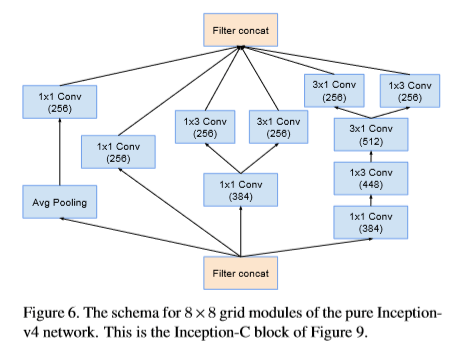 Filter concat
1x1 Conv
(256)
1x1 Conv
(256)
1x3 Conv
(256)
3x1 Conv
(256)
3x1 Conv
(256)
1x3 Conv
(256)
3x1 Conv
(512)
1x3 Conv
(448)
1x1 Conv
(384)
1x1 Conv
(384)
Avg Pooling
Filter concat
Figure 6. The schema for 8 × 8 grid modules of the pure Inception-
v4 network. This is the Inception-C block of Figure 9.